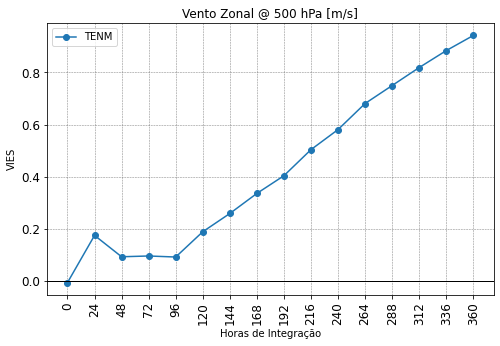 Vento Zonal @ 500 hPa [m/s]
TENM
VIES
0.8
0.6
0.4
0.2
0.0
0 24 48 72 96 120 144 168 192 216 240 264 288 312 336 360
Horas de Integração